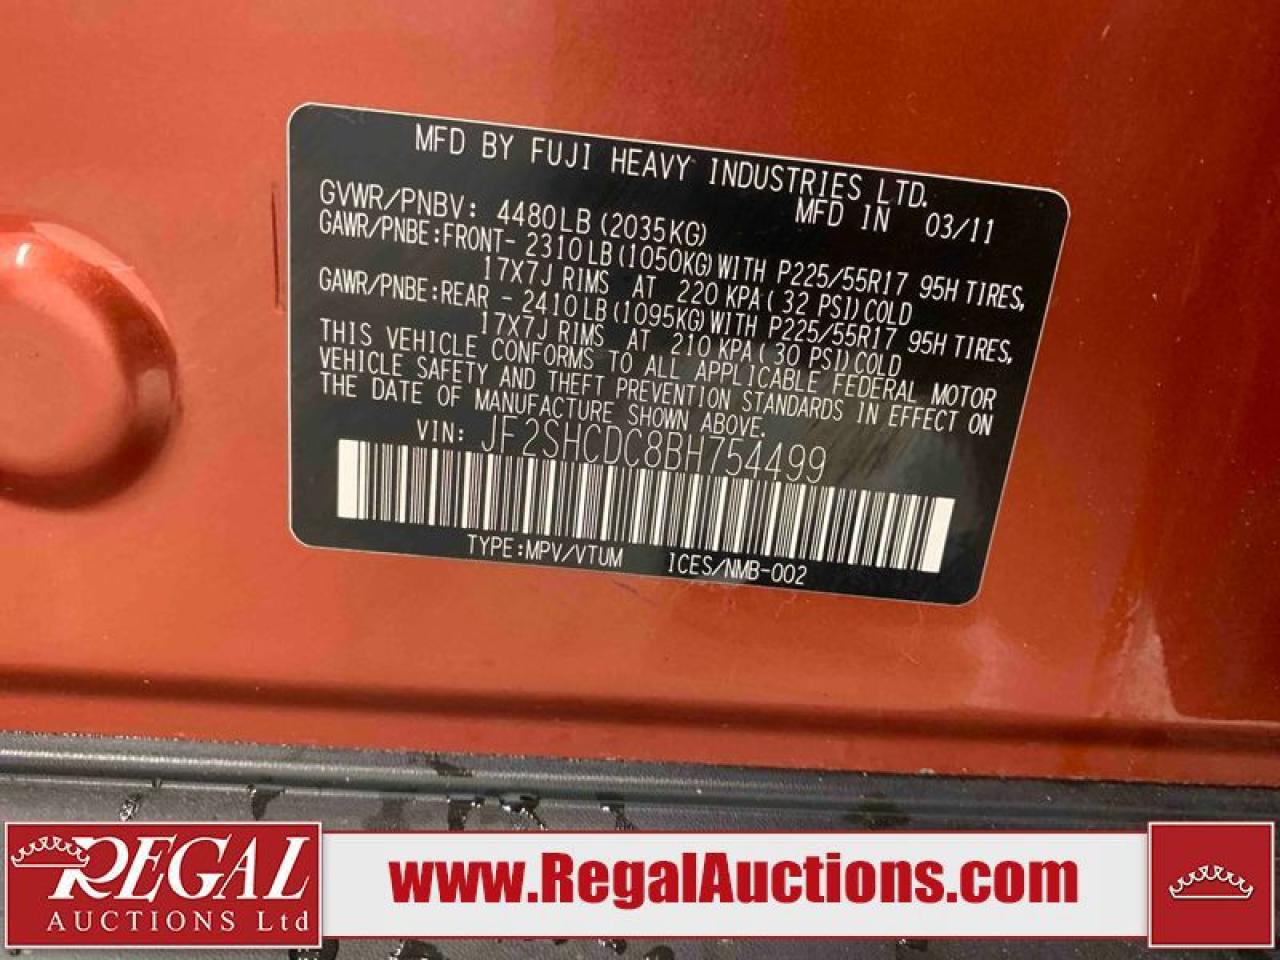 MFD BY FUJI HEAVY INDUSTRIES LTD.
MFD IN 03/11
GVWR/PNBV: 4480LB (2035KG)
GAWR/PNBE:FRONT- 2310LB(1050KG)WITH P225/55R17 95H TIRES,
17X7J RIMS AT 220 KPA( 32 PSI)COLD
GAWR/PNBE:REAR - 2410LB(1095KG)WITH P225/55R17 95H TIRES,
17X7J RIMS AT 210 KPA( 30 PSI)COLD
THIS VEHICLE CONFORMS TO ALL APPLICABLE FEDERAL MOTOR
VEHICLE SAFETY AND THEFT PREVENTION STANDARDS IN EFFECT ON
THE DATE OF MANUFACTURE SHOWN ABOVE.
VIN: JF2SHCDC8BH754499
TYPE:MPV/VTUM ICES/NMB-002
REGAL
AUCTIONS Ltd
www.RegalAuctions.com